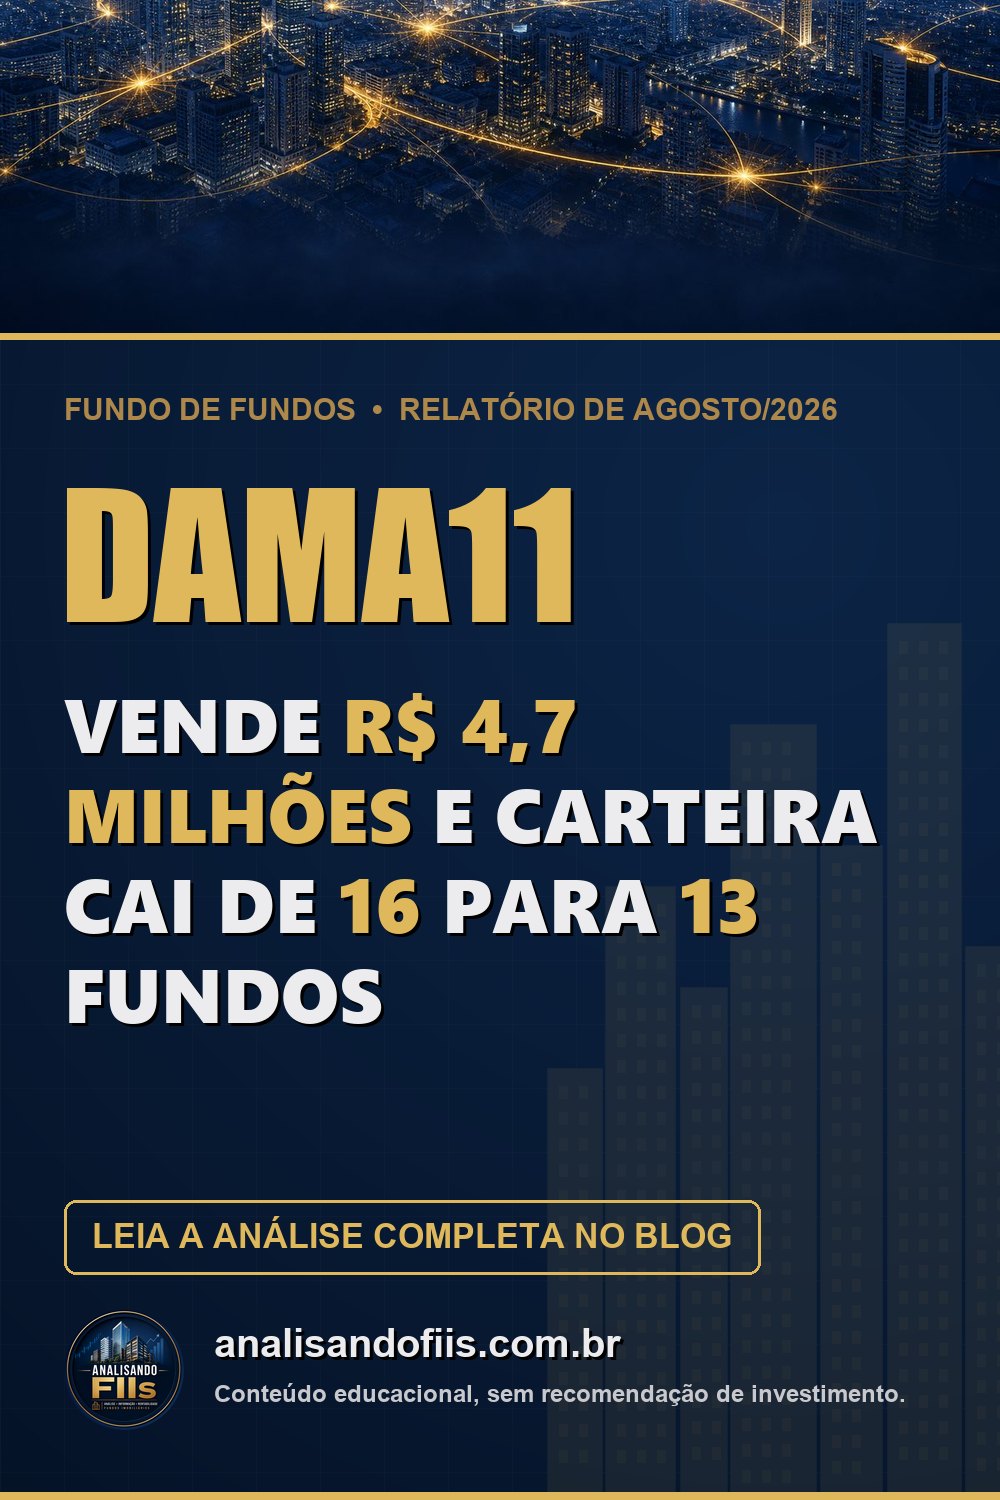 FUNDO DE FUNDOS • RELATÓRIO DE AGOSTO/2026
DAMA11
VENDE R$ 4,7
MILHÕES E CARTEIRA
CAI DE 16 PARA 13
FUNDOS
LEIA A ANÁLISE COMPLETA NO BLOG
ANALISANDO
FIIs
analisandofiis.com.br
Conteúdo educacional, sem recomendação de investimento.